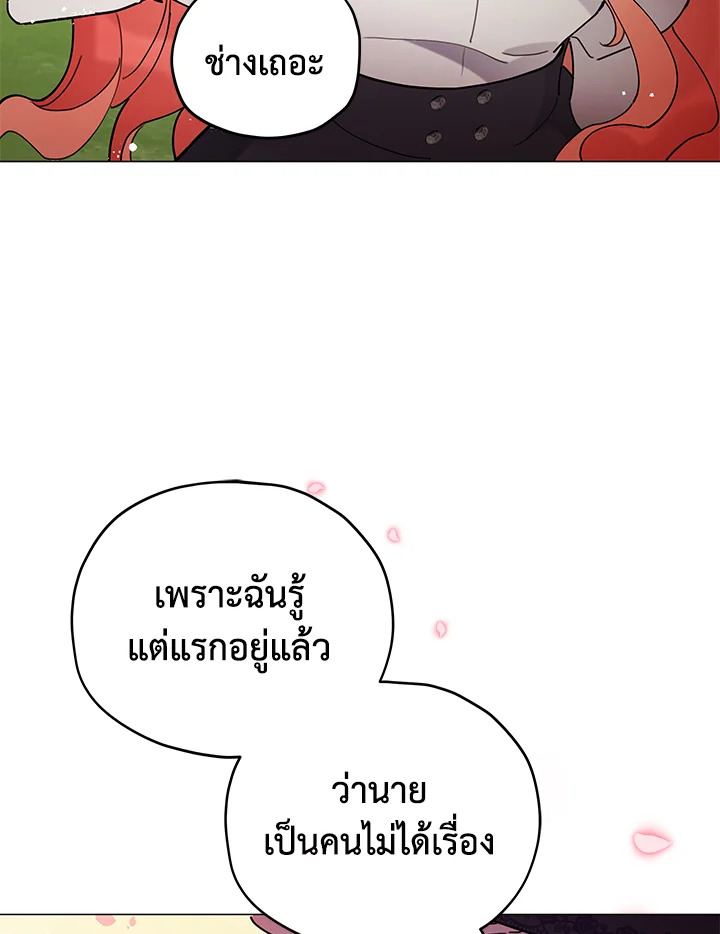 ช่างเถอะ
เพราะฉันรู้
แต่แรกอยู่แล้ว
ว่านาย
เป็นคนไม่ได้เรื่อง